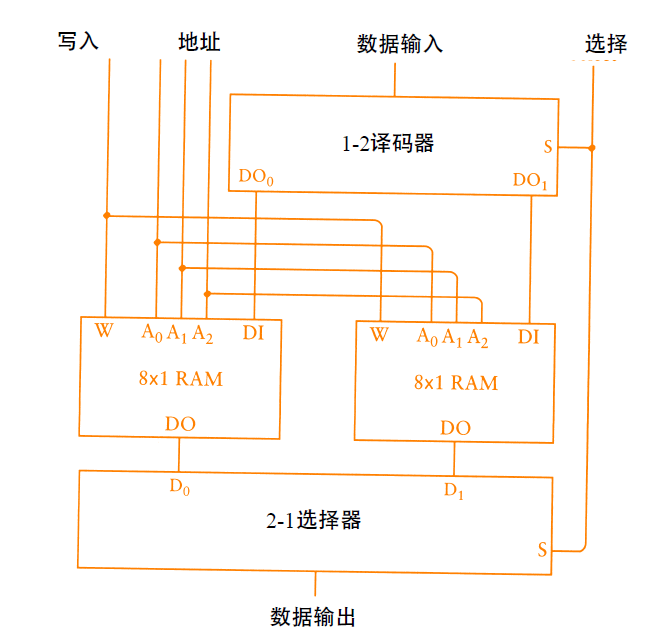 写入 地址 数据输入 选择
1-2译码器 S
DO₀ DO₁
W A₀ A₁ A₂ DI W A₀ A₁ A₂ DI
8x1 RAM 8x1 RAM
DO DO
D₀ D₁
2-1选择器
S
数据输出